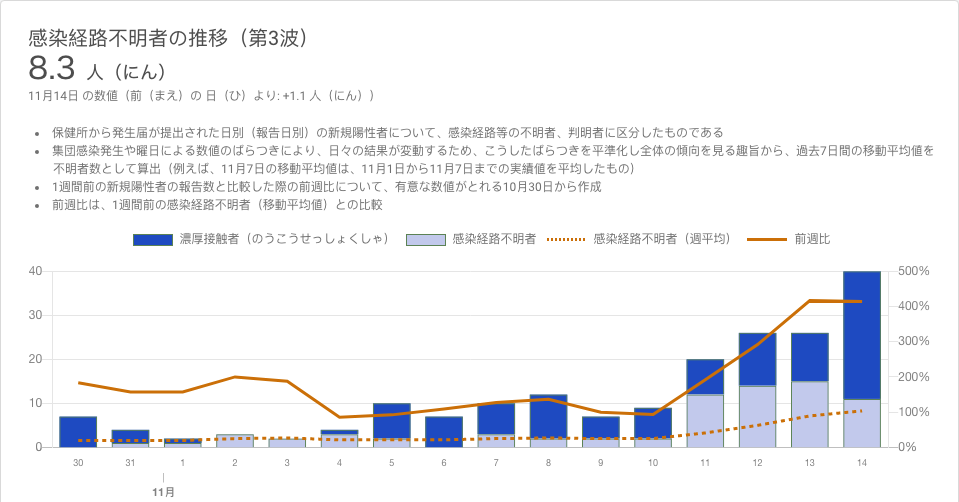 感染経路不明者の推移（第3波）
8.3 人（にん）
11月14日 の数値（前（まえ）の 日（ひ）より: +1.1 人（にん））
• 保健所から発生届が提出された日別（報告日別）の新規陽性者について、感染経路等の不明者、判明者に区分したものである
• 集団感染発生や曜日による数値のばらつきにより、日々の結果が変動するため、こうしたばらつきを平準化し全体の傾向を見る趣旨から、過去7日間の移動平均値を
不明者数として算出（例えば、11月7日の移動平均値は、11月1日から11月7日までの実績値を平均したもの）
• 1週間前の新規陽性者の報告数と比較した際の前週比について、有意な数値がとれる10月30日から作成
• 前週比は、1週間前の感染経路不明者（移動平均値）との比較
濃厚接触者（のうこうせっしょくしゃ） 感染経路不明者 感染経路不明者（週平均） 前週比
40 500%
400%
30
300%
20
200%
10 100%
0 0%
30 31 1 2 3 4 5 6 7 8 9 10 11 12 13 14
11月